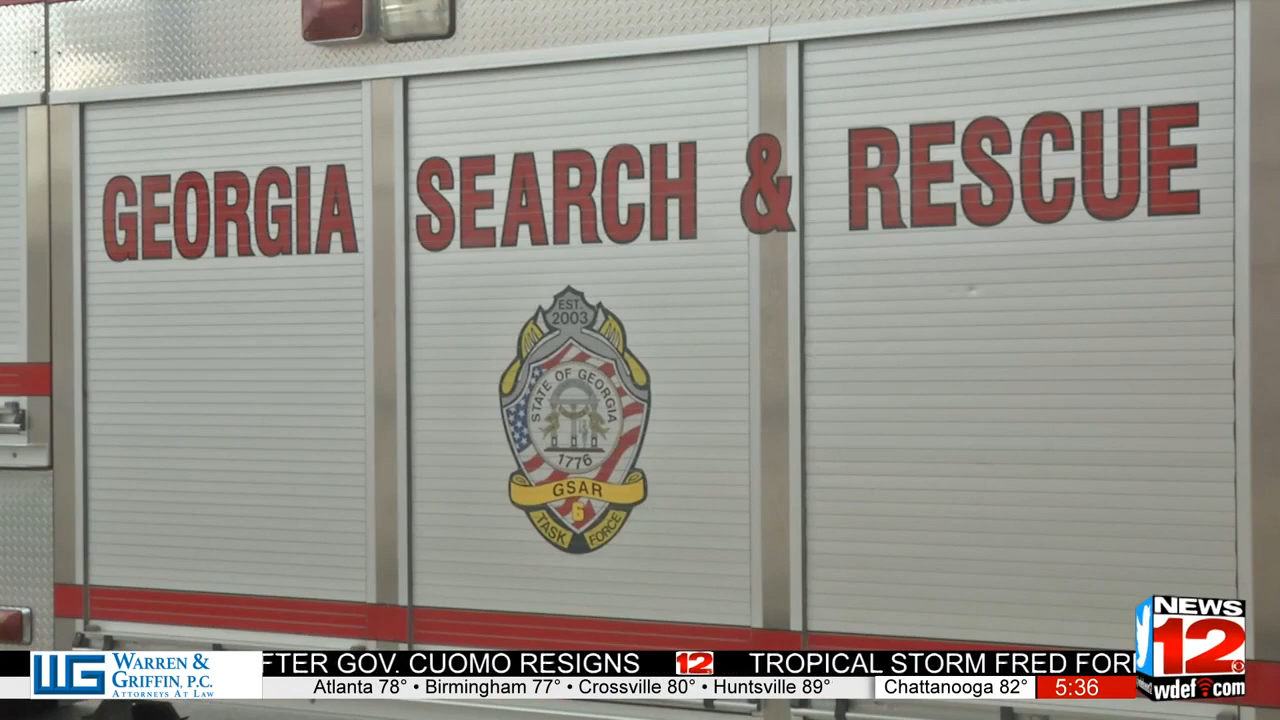 GEORGIA SEARCH & RESCUE
EST.
2003
STATE OF GEORGIA
1776
GSAR
6
TASK FORCE
NEWS
12
wdef.com
WG WARREN &
GRIFFIN, P.C.
ATTORNEYS AT LAW
FTER GOV. CUOMO RESIGNS 12 TROPICAL STORM FRED FOR
Atlanta 78° • Birmingham 77° • Crossville 80° • Huntsville 89° Chattanooga 82° 5:36